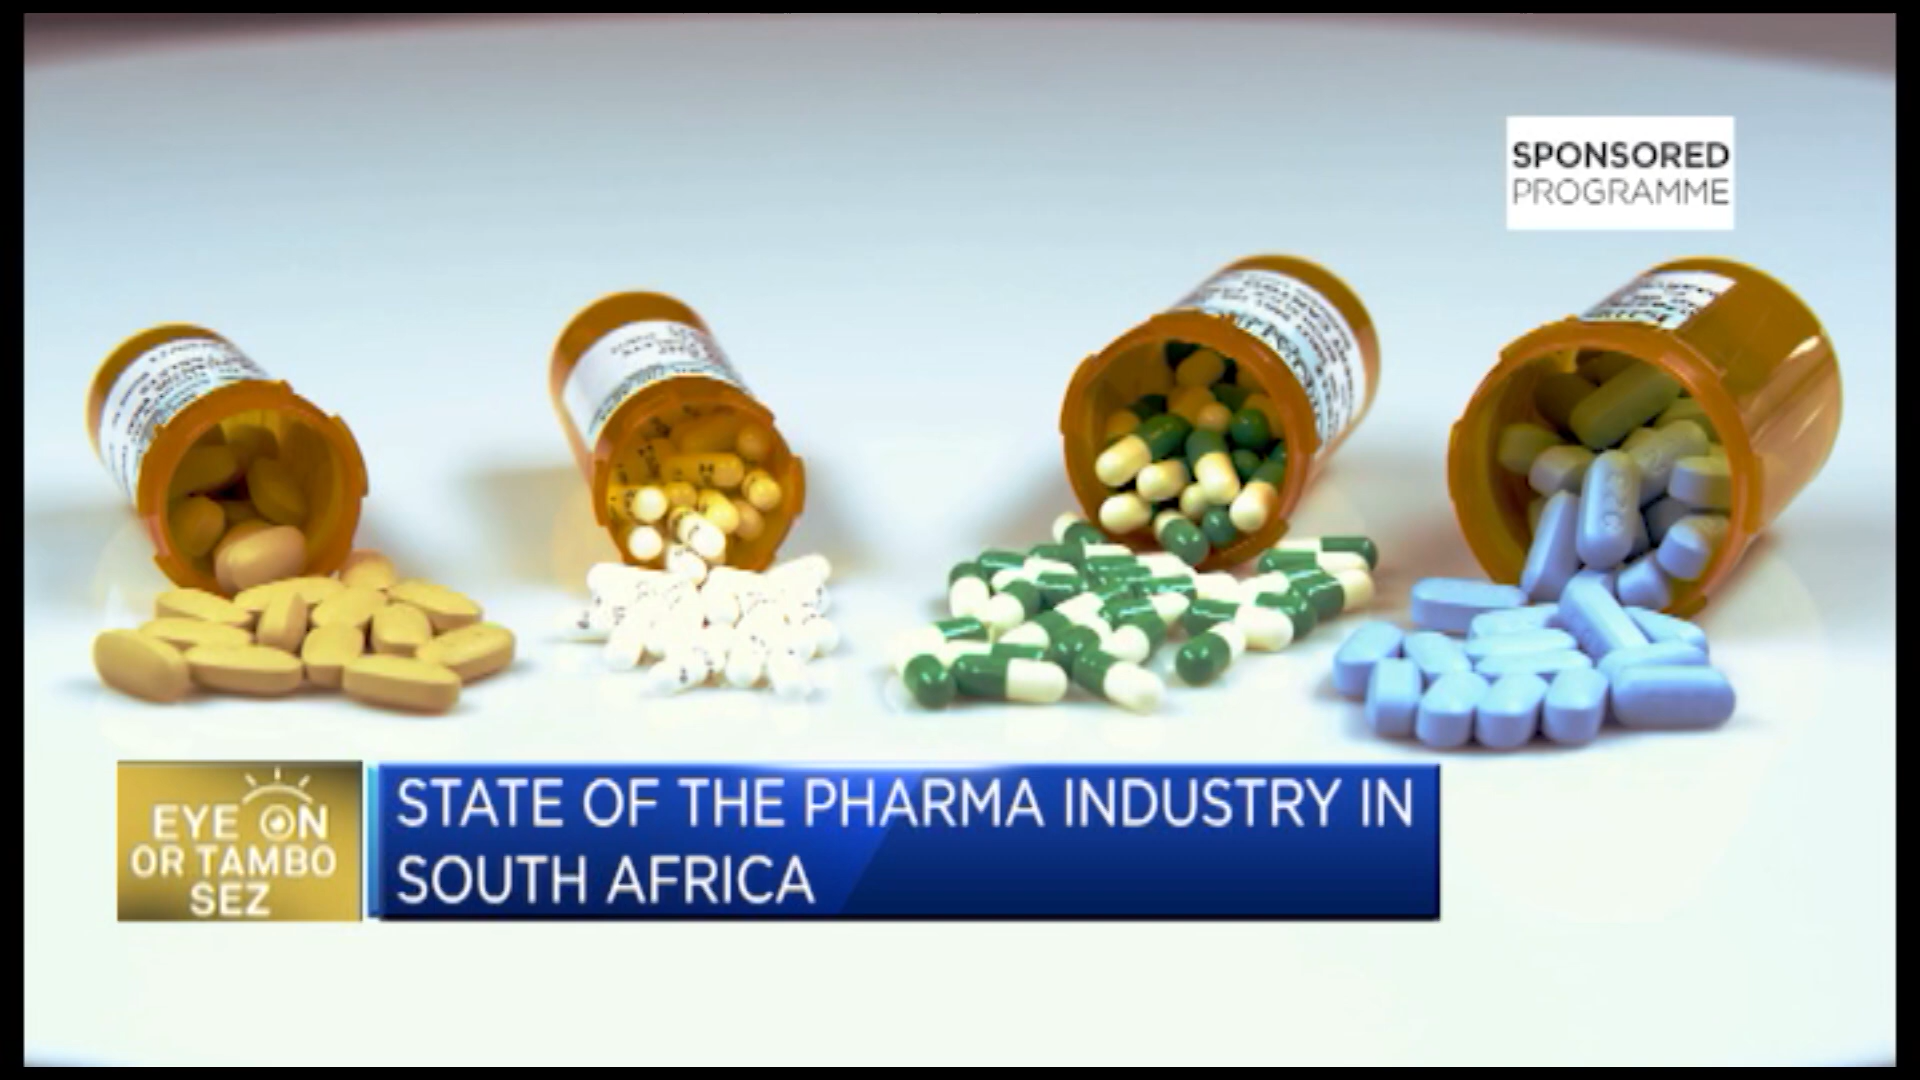 SPONSORED
PROGRAMME
EYE ON
OR TAMBO
SEZ
STATE OF THE PHARMA INDUSTRY IN
SOUTH AFRICA